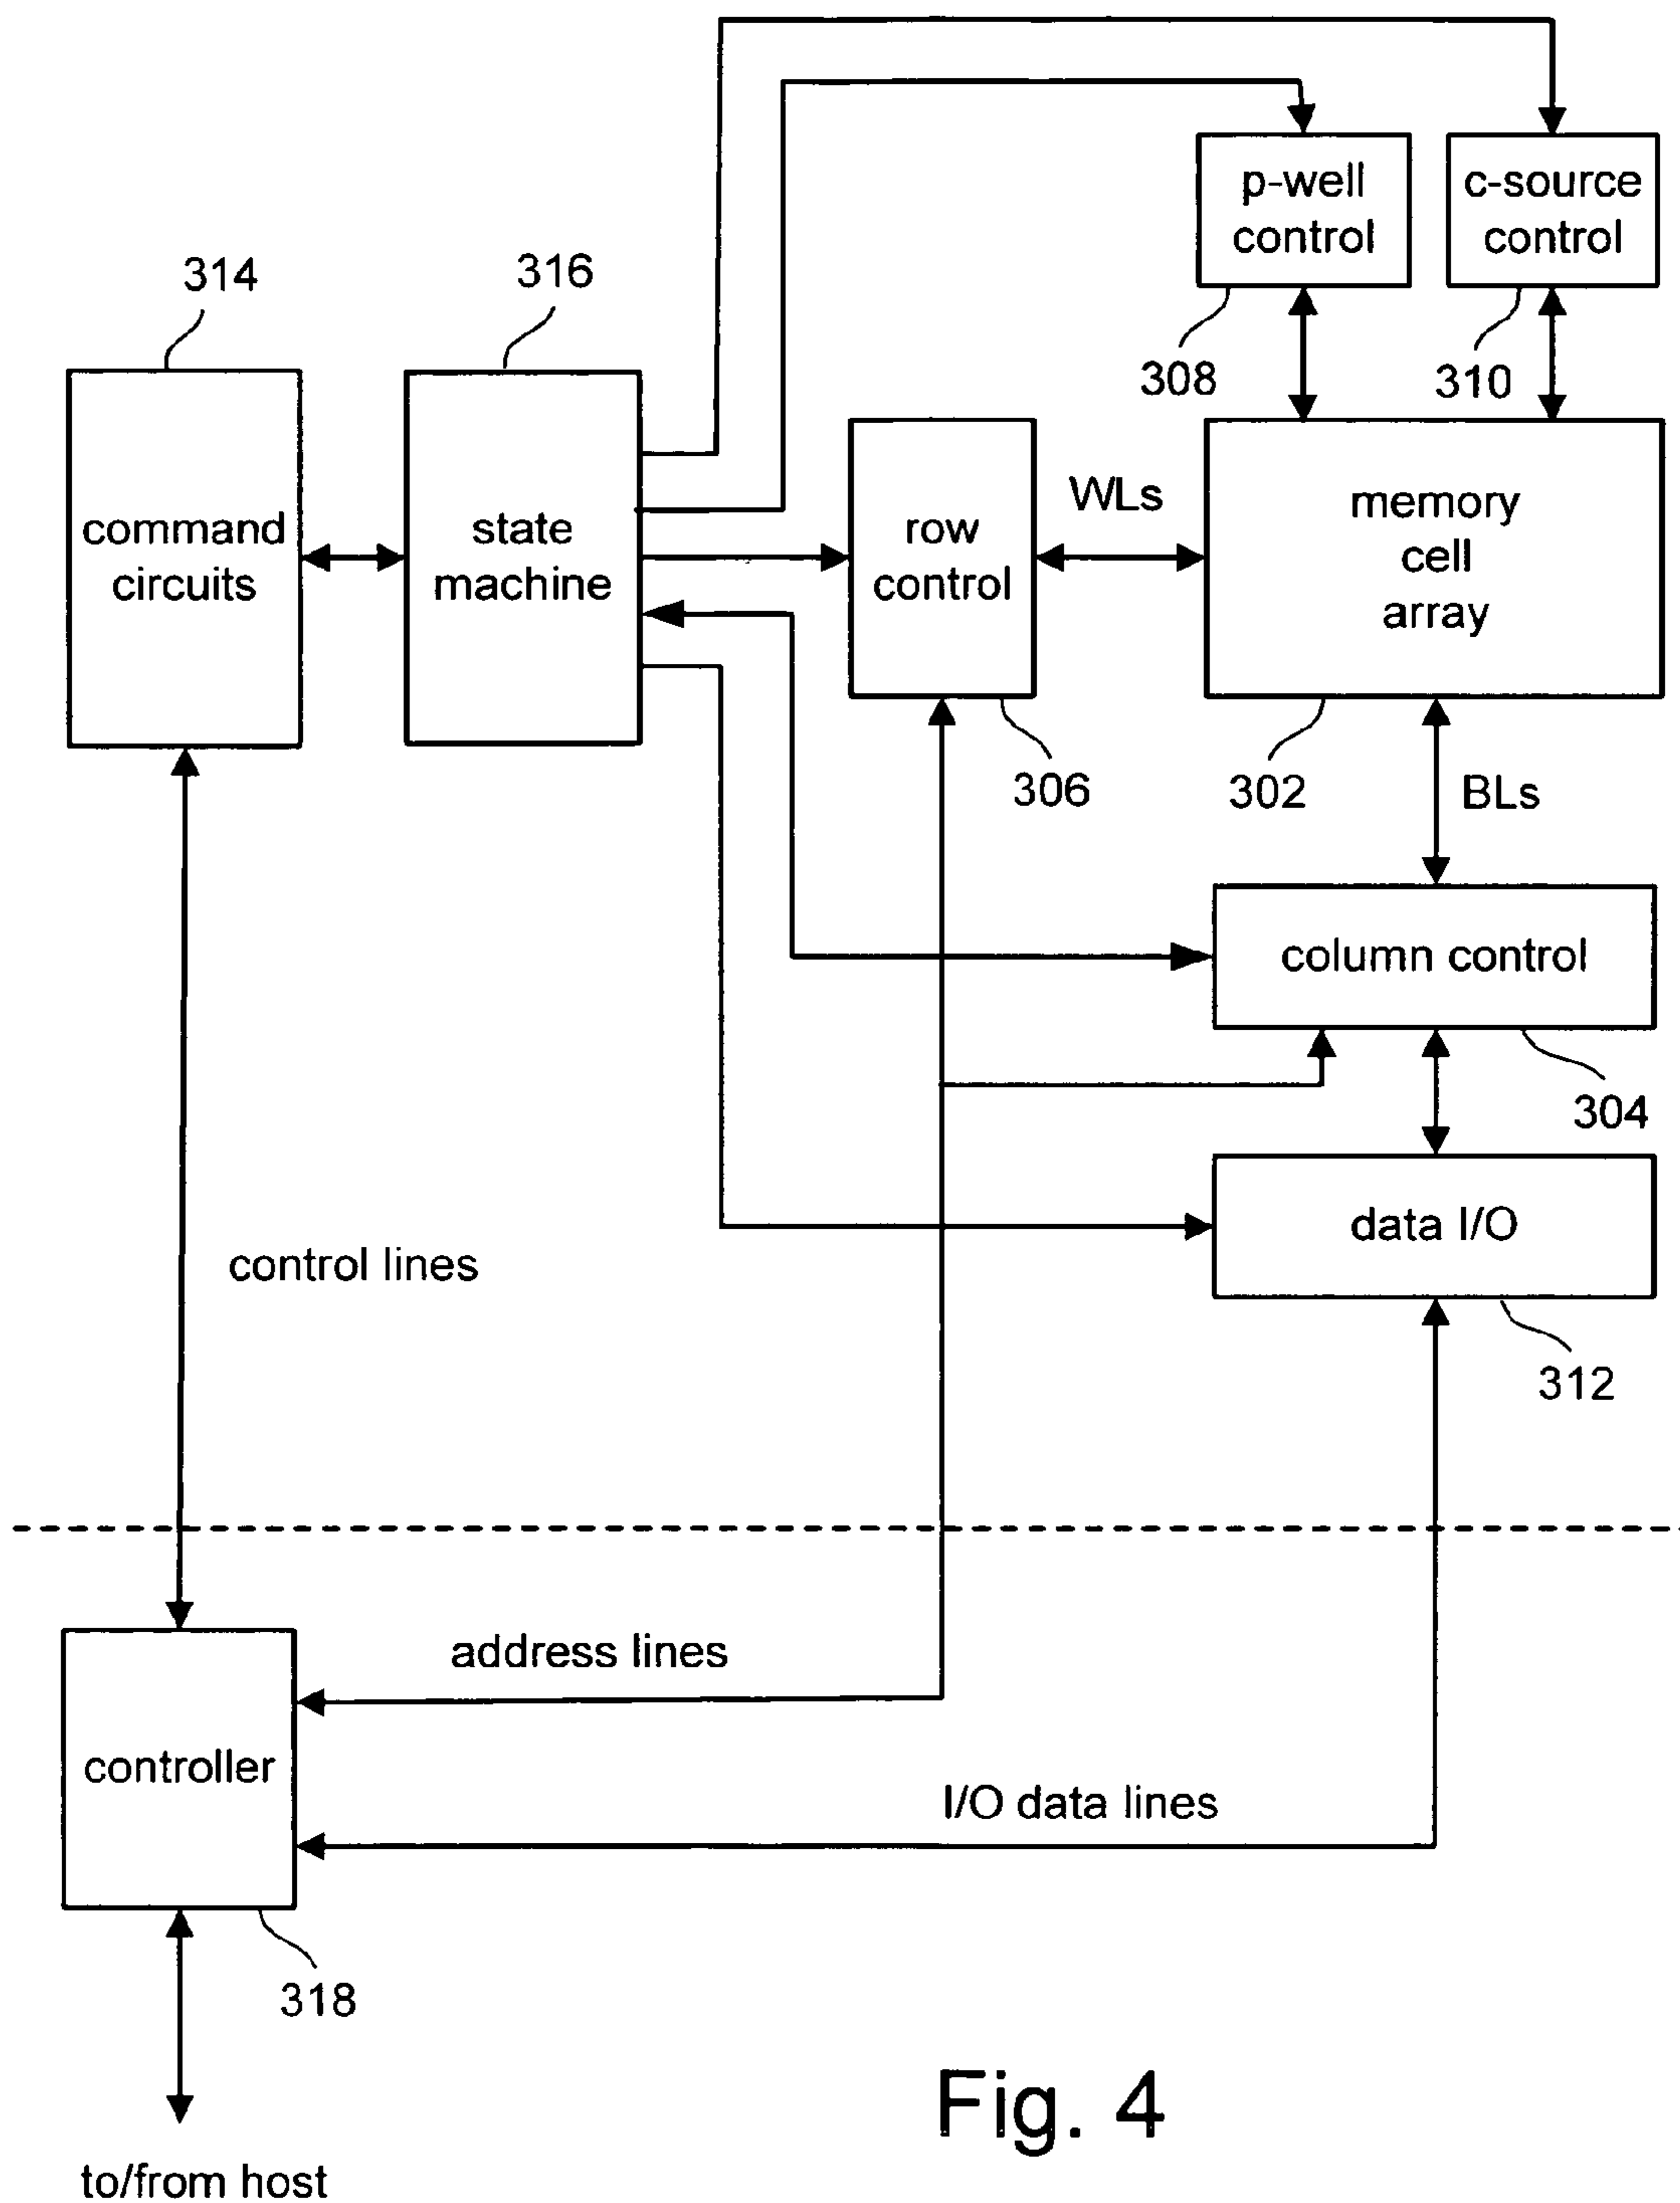 p-well
control
c-source
control
314
316
308
310
command
circuits
state
machine
row
control
WLs
memory
cell
array
306
302
BLs
column control
304
data I/O
control lines
312
address lines
controller
I/O data lines
318
Fig. 4
to/from host